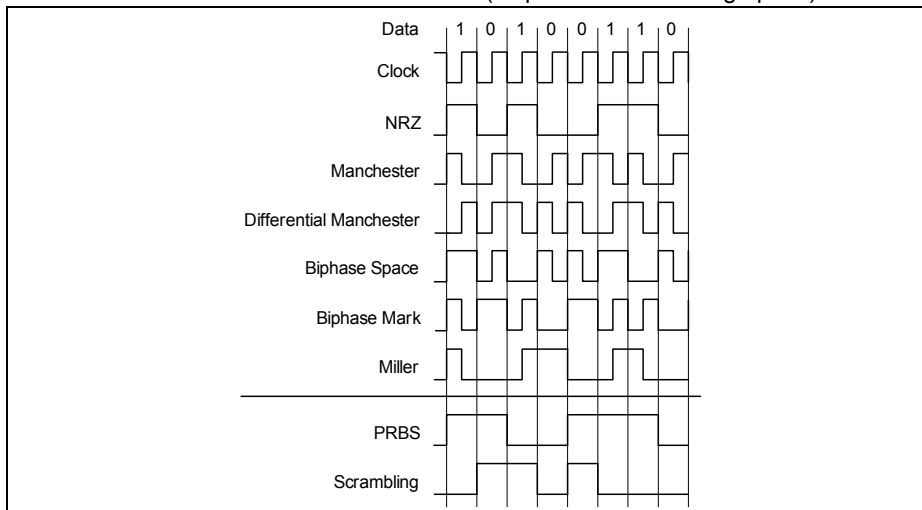 Data 1 0 1 0 0 1 1 0
Clock
NRZ
Manchester
Differential Manchester
Biphase Space
Biphase Mark
Miller
PRBS
Scrambling